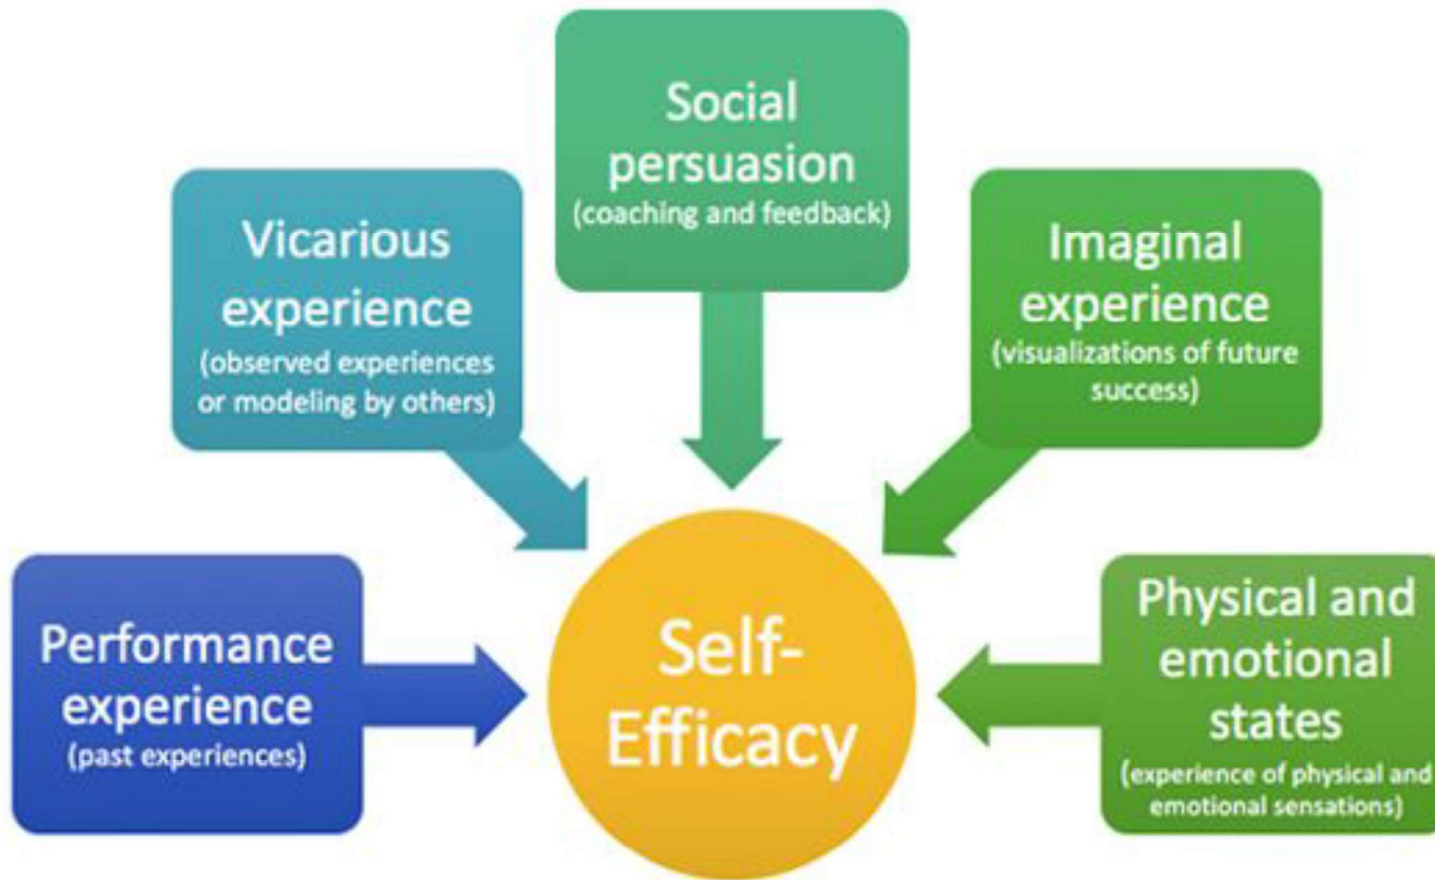 Social
persuasion
(coaching and feedback)
Vicarious
experience
(observed experiences
or modeling by others)
Imaginal
experience
(visualizations of future
success)
Performance
experience
(past experiences)
Self-
Efficacy
Physical and
emotional
states
(experience of physical and
emotional sensations)